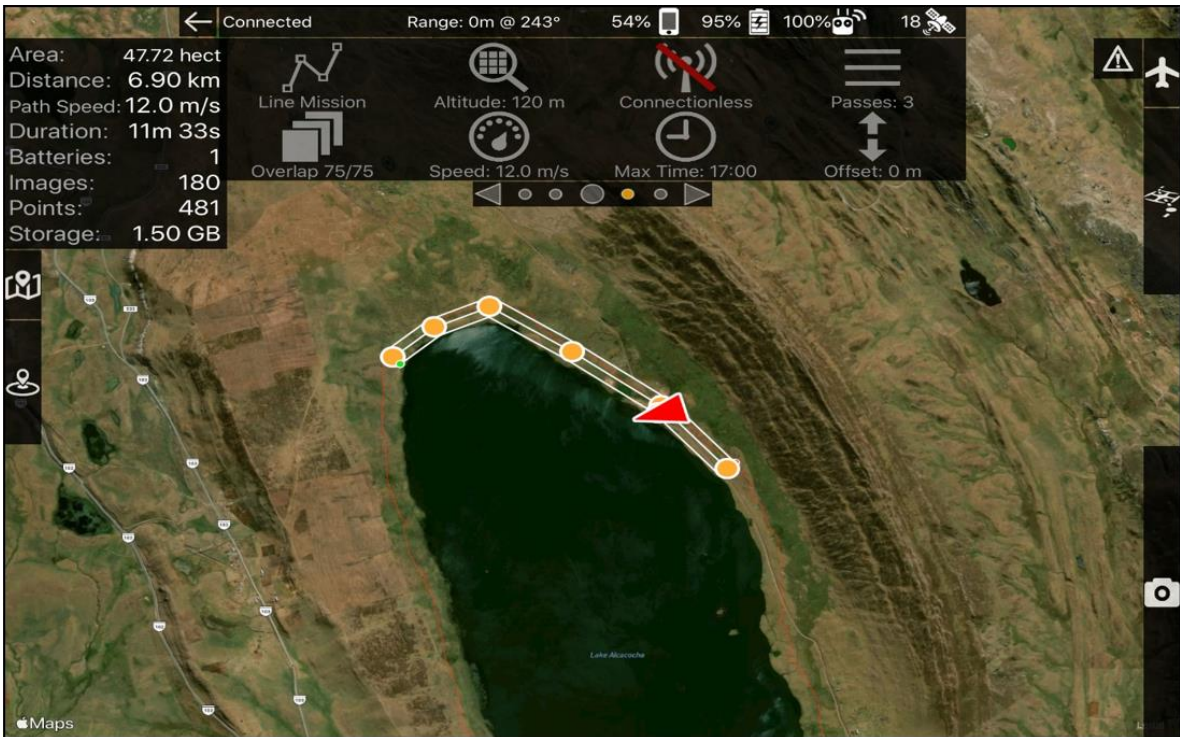 Connected Range: 0m @ 243° 54% 95% 100% 18
Area: 47.72 hect
Distance: 6.90 km
Path Speed: 12.0 m/s
Duration: 11m 33s
Batteries: 1
Images: 180
Points: 481
Storage: 1.50 GB
Line Mission Altitude: 120 m Connectionless Passes: 3
Overlap 75/75 Speed: 12.0 m/s Max Time: 17:00 Offset: 0 m
Lake Alcacocha
Maps